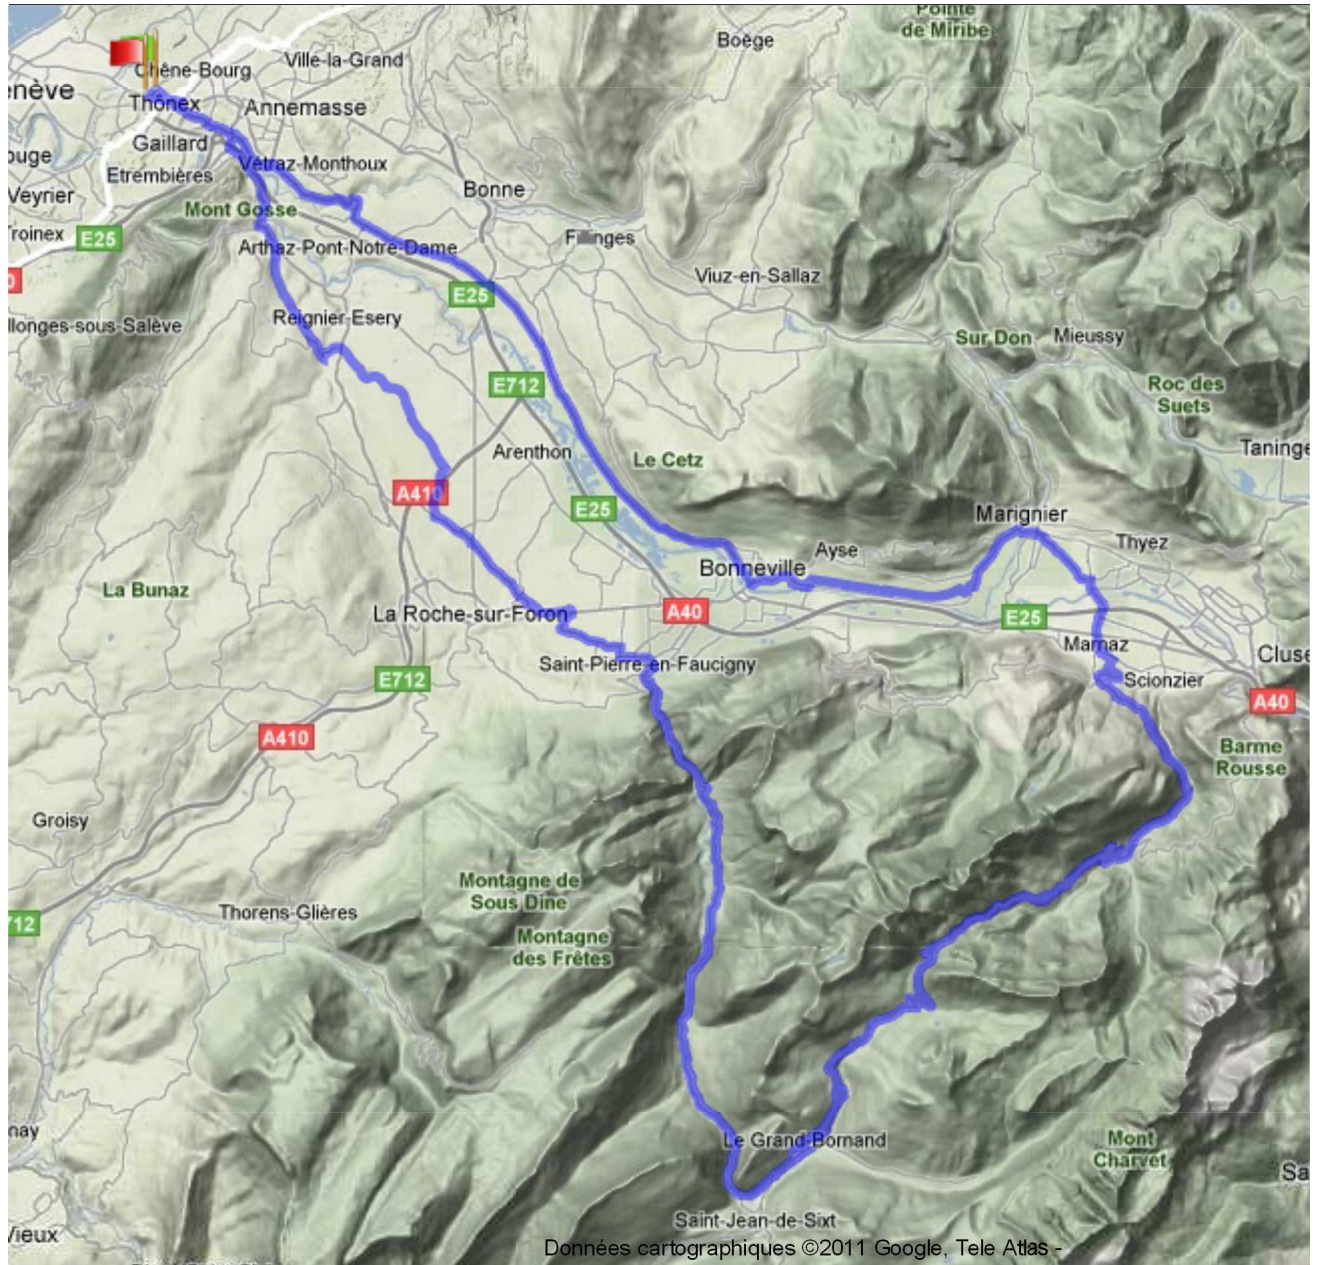 Pointe
de Miribe
Boëge
Ville-la-Grand
Chêne-Bourg
enève
Thônex
Annemasse
Gaillard
ouge
Vétraz-Monthoux
Etrembières
Veyrier
Bonne
Mont Gosse
Troinex
E25
Arthaz-Pont-Notre-Dame
Fillinges
Viuz-en-Sallaz
0
E25
llonges-sous-Salève
Reignier-Esery
Sur Don
Mieussy
E712
Roc des
Suets
Arenthon
Le Cetz
Taninge
A410
E25
Marignier
Thyez
Ayse
Bonneville
La Bunaz
La Roche-sur-Foron
A40
E25
Marnaz
Cluse
Saint-Pierre-en-Faucigny
E712
Scionzier
A40
A410
Barme
Rousse
Groisy
Montagne de
Sous Dine
Thorens-Glières
712
Montagne
des Frêtes
nay
Le Grand-Bornand
Mont
Charvet
Sa
Saint-Jean-de-Sixt
Vieux
Données cartographiques ©2011 Google, Tele Atlas -